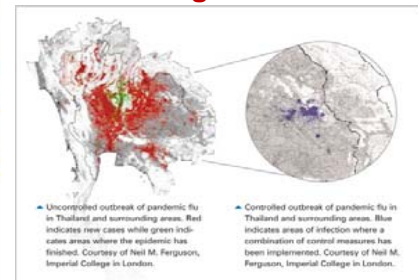 Uncontrolled outbreak of pandemic flu
in Thailand and surrounding areas. Red
indicates new cases while green indi-
cates areas where the epidemic has
finished. Courtesy of Neil M. Ferguson,
Imperial College in London.
Controlled outbreak of pandemic flu in
Thailand and surrounding areas. Blue
indicates areas of infection where a
combination of control measures has
been implemented. Courtesy of Neil M.
Ferguson, Imperial College in London.